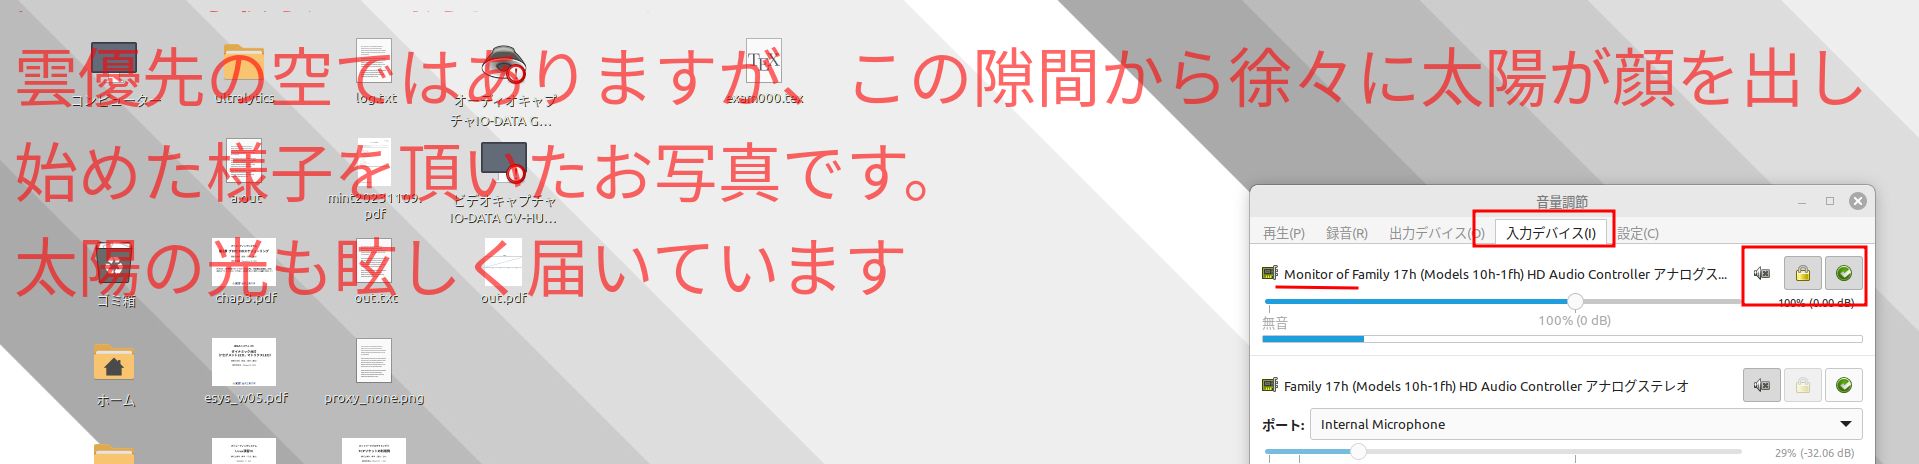 雲優先の空ではありますが、この隙間から徐々に太陽が顔を出し
始めた様子を頂いたお写真です。
太陽の光も眩しく届いています
コンピューター
ultralytics
log.txt
オーディオキャプ
チャIO-DATA G...
exam000.tex
a.out
mint20231109.
pdf
ビデオキャプチャ
IO-DATA GV-HU...
ゴミ箱
chap3.pdf
out.txt
out.pdf
ホーム
esys_w05.pdf
proxy_none.png
音量調節
再生(P)
録音(R)
出力デバイス(O)
入力デバイス(I)
設定(C)
Monitor of Family 17h (Models 10h-1fh) HD Audio Controller アナログス...
100% (0.00 dB)
無音
100% (0 dB)
Family 17h (Models 10h-1fh) HD Audio Controller アナログステレオ
ポート:
Internal Microphone
29% (-32.06 dB)